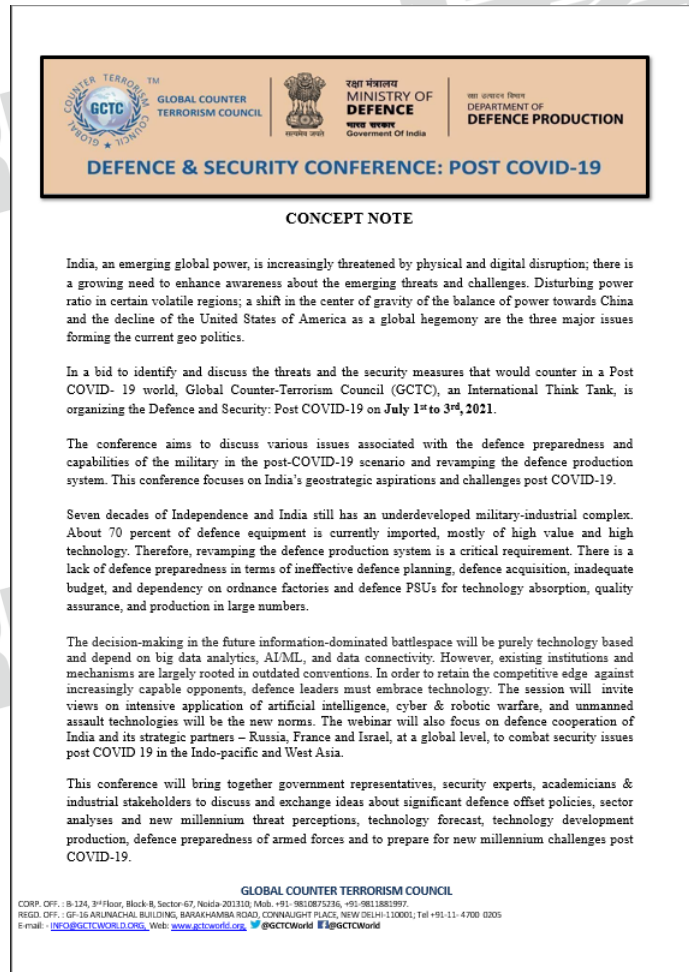 GLOBAL COUNTER TERRORISM COUNCIL
GCTC
TM
GLOBAL COUNTER
TERRORISM COUNCIL
सत्यमेव जयते
रक्षा मंत्रालय
MINISTRY OF
DEFENCE
भारत सरकार
Goverment Of India
रक्षा उत्पादन विभाग
DEPARTMENT OF
DEFENCE PRODUCTION
DEFENCE & SECURITY CONFERENCE: POST COVID-19
CONCEPT NOTE
India, an emerging global power, is increasingly threatened by physical and digital disruption; there is
a growing need to enhance awareness about the emerging threats and challenges. Disturbing power
ratio in certain volatile regions; a shift in the center of gravity of the balance of power towards China
and the decline of the United States of America as a global hegemony are the three major issues
forming the current geo politics.
In a bid to identify and discuss the threats and the security measures that would counter in a Post
COVID- 19 world, Global Counter-Terrorism Council (GCTC), an International Think Tank, is
organizing the Defence and Security: Post COVID-19 on July 1st to 3rd, 2021.
The conference aims to discuss various issues associated with the defence preparedness and
capabilities of the military in the post-COVID-19 scenario and revamping the defence production
system. This conference focuses on India's geostrategic aspirations and challenges post COVID-19.
Seven decades of Independence and India still has an underdeveloped military-industrial complex.
About 70 percent of defence equipment is currently imported, mostly of high value and high
technology. Therefore, revamping the defence production system is a critical requirement. There is a
lack of defence preparedness in terms of ineffective defence planning, defence acquisition, inadequate
budget, and dependency on ordnance factories and defence PSUs for technology absorption, quality
assurance, and production in large numbers.
The decision-making in the future information-dominated battlespace will be purely technology based
and depend on big data analytics, AI/ML, and data connectivity. However, existing institutions and
mechanisms are largely rooted in outdated conventions. In order to retain the competitive edge against
increasingly capable opponents, defence leaders must embrace technology. The session will invite
views on intensive application of artificial intelligence, cyber & robotic warfare, and unmanned
assault technologies will be the new norms. The webinar will also focus on defence cooperation of
India and its strategic partners – Russia, France and Israel, at a global level, to combat security issues
post COVID 19 in the Indo-pacific and West Asia.
This conference will bring together government representatives, security experts, academicians &
industrial stakeholders to discuss and exchange ideas about significant defence offset policies, sector
analyses and new millennium threat perceptions, technology forecast, technology development
production, defence preparedness of armed forces and to prepare for new millennium challenges post
COVID-19.
GLOBAL COUNTER TERRORISM COUNCIL
CORP. OFF. : B-124, 3rd Floor, Block-B, Sector-67, Noida-201310; Mob. +91- 9810875236, +91-9811881997.
REGD. OFF. : GF-16 ARUNACHAL BUILDING, BARAKHAMBA ROAD, CONNAUGHT PLACE, NEW DELHI-110001; Tel +91-11- 4700 0205
E-mail: - INFO@GCTCWORLD.ORG, Web: www.gctcworld.org, @GCTCWorld @GCTCWorld